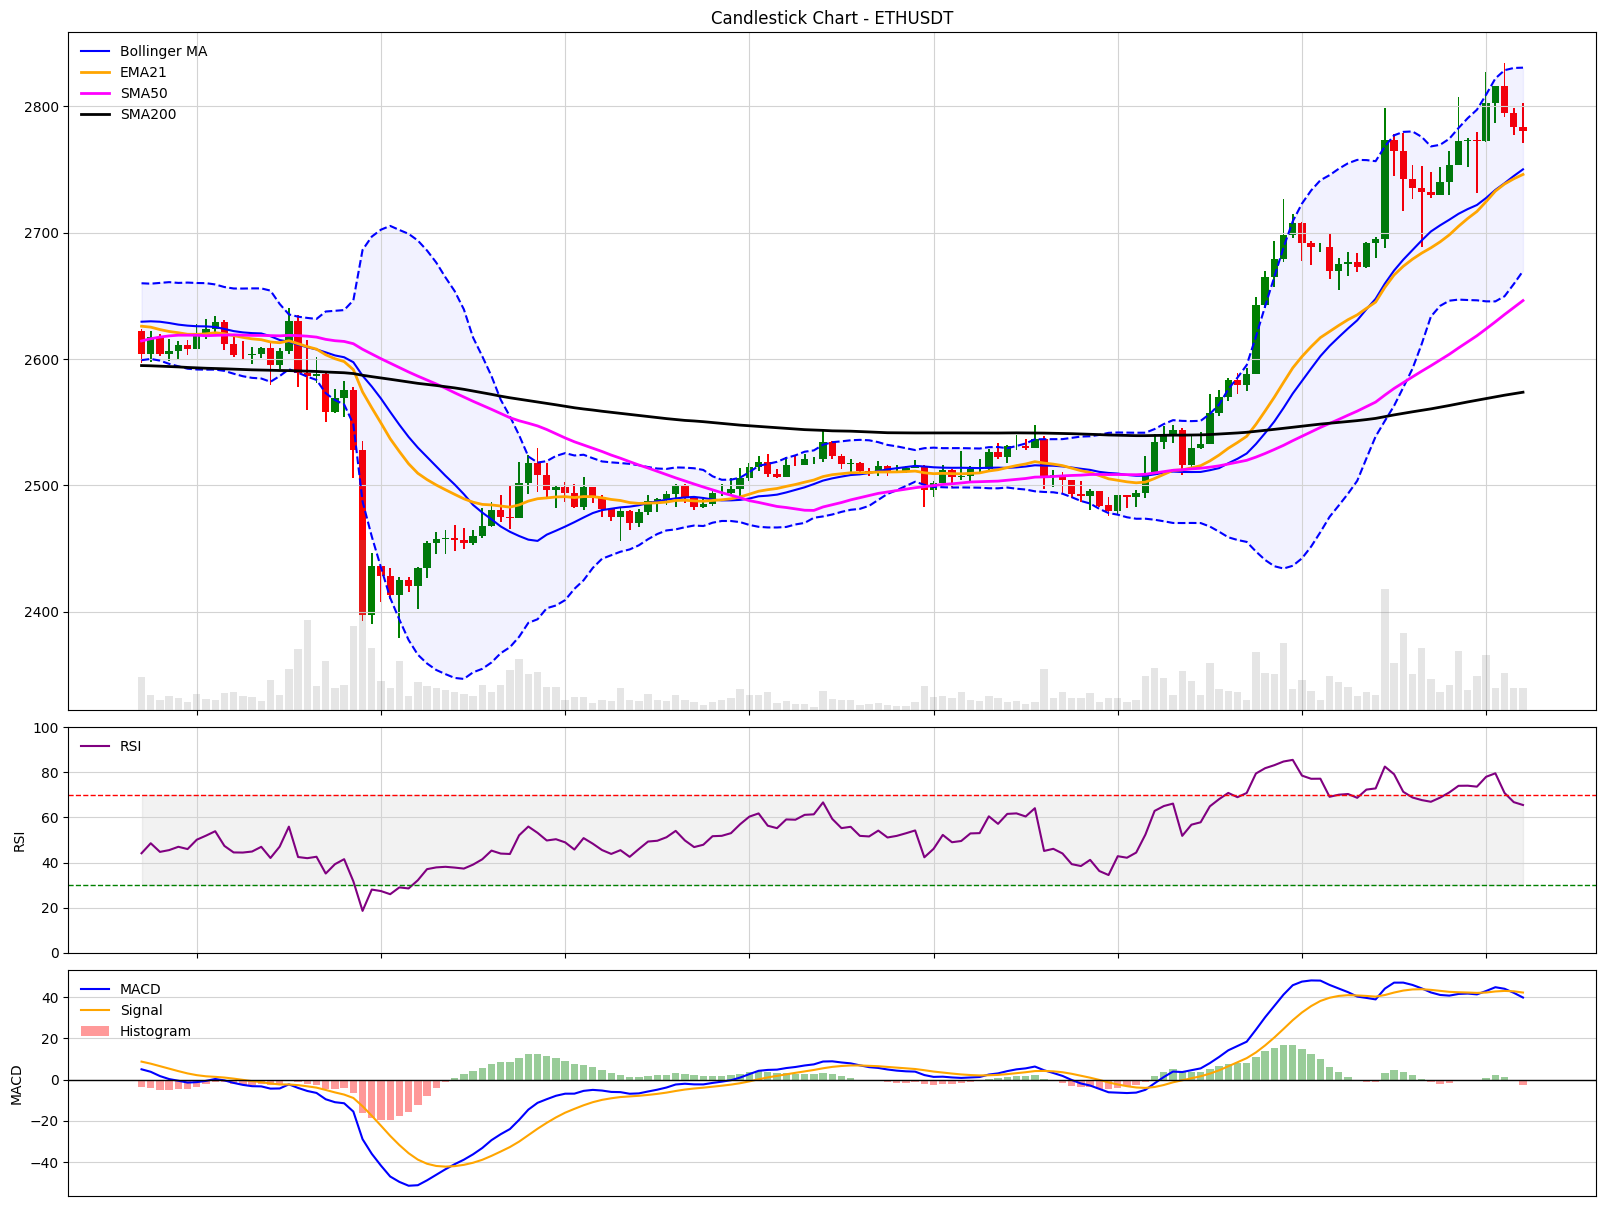 Candlestick Chart - ETHUSDT
Bollinger MA
EMA21
SMA50
SMA200
2800
2700
2600
2500
2400
100
80
60
40
20
0
RSI
RSI
40
20
0
−20
−40
MACD
MACD
Signal
Histogram